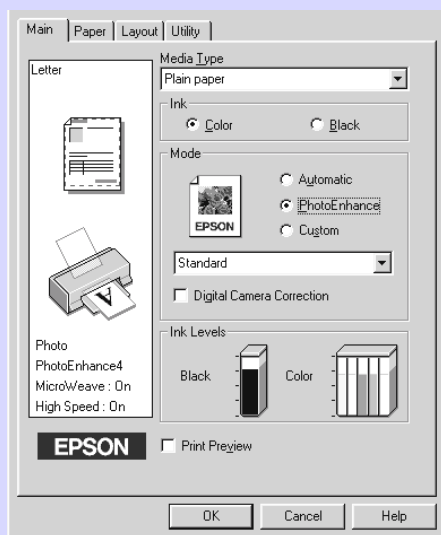 Main Paper Layout Utility
Letter
Media Type
Plain paper
Ink
Color Black
Mode
EPSON
Automatic
PhotoEnhance
Custom
Standard
Digital Camera Correction
A
Photo
PhotoEnhance4
MicroWeave : On
High Speed : On
Ink Levels
Black Color
EPSON
Print Preview
OK Cancel Help